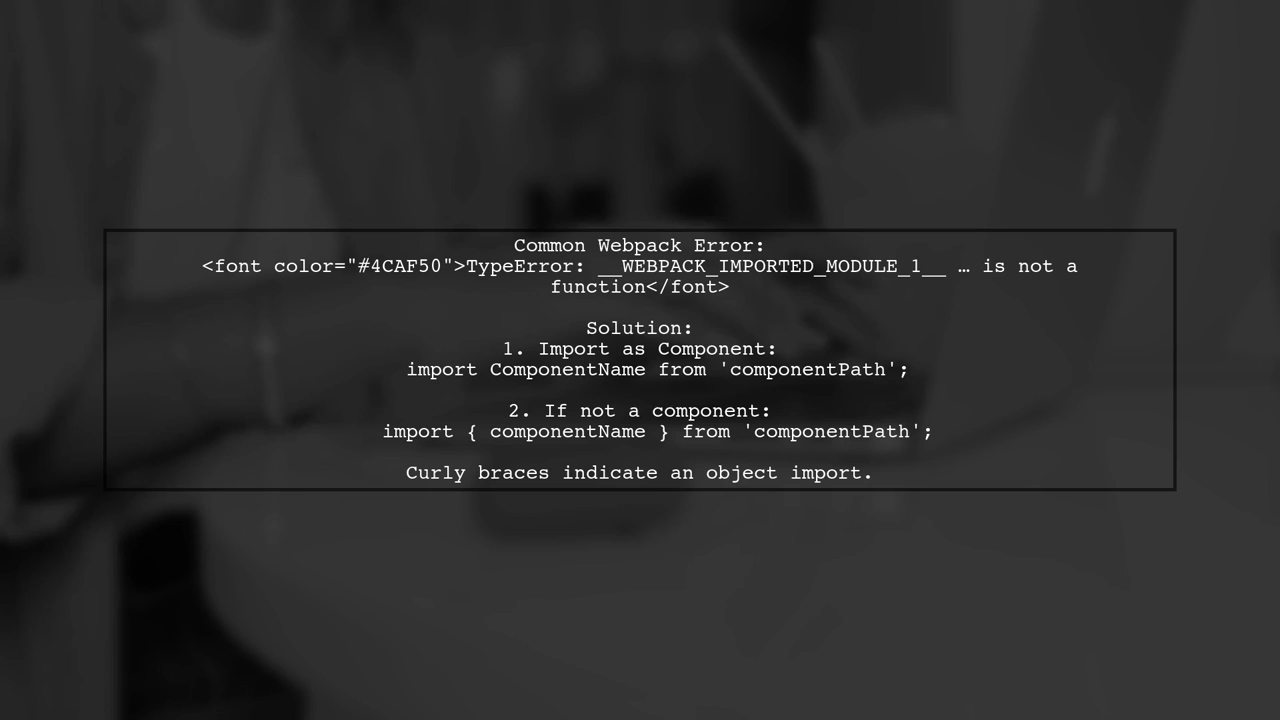 Common Webpack Error:
<font color="#4CAF50">TypeError: __WEBPACK_IMPORTED_MODULE_1__ … is not a
function</font>
Solution:
1. Import as Component:
import ComponentName from 'componentPath';
2. If not a component:
import { componentName } from 'componentPath';
Curly braces indicate an object import.